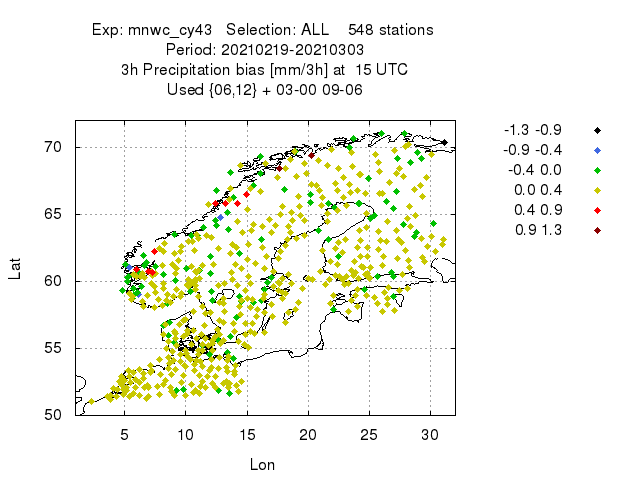 Exp: mnwc_cy43 Selection: ALL 548 stations
Period: 20210219-20210303
3h Precipitation bias [mm/3h] at 15 UTC
Used {06,12} + 03-00 09-06
-1.3 -0.9
-0.9 -0.4
-0.4 0.0
0.0 0.4
0.4 0.9
0.9 1.3
70
65
60
55
50
Lat
5 10 15 20 25 30
Lon